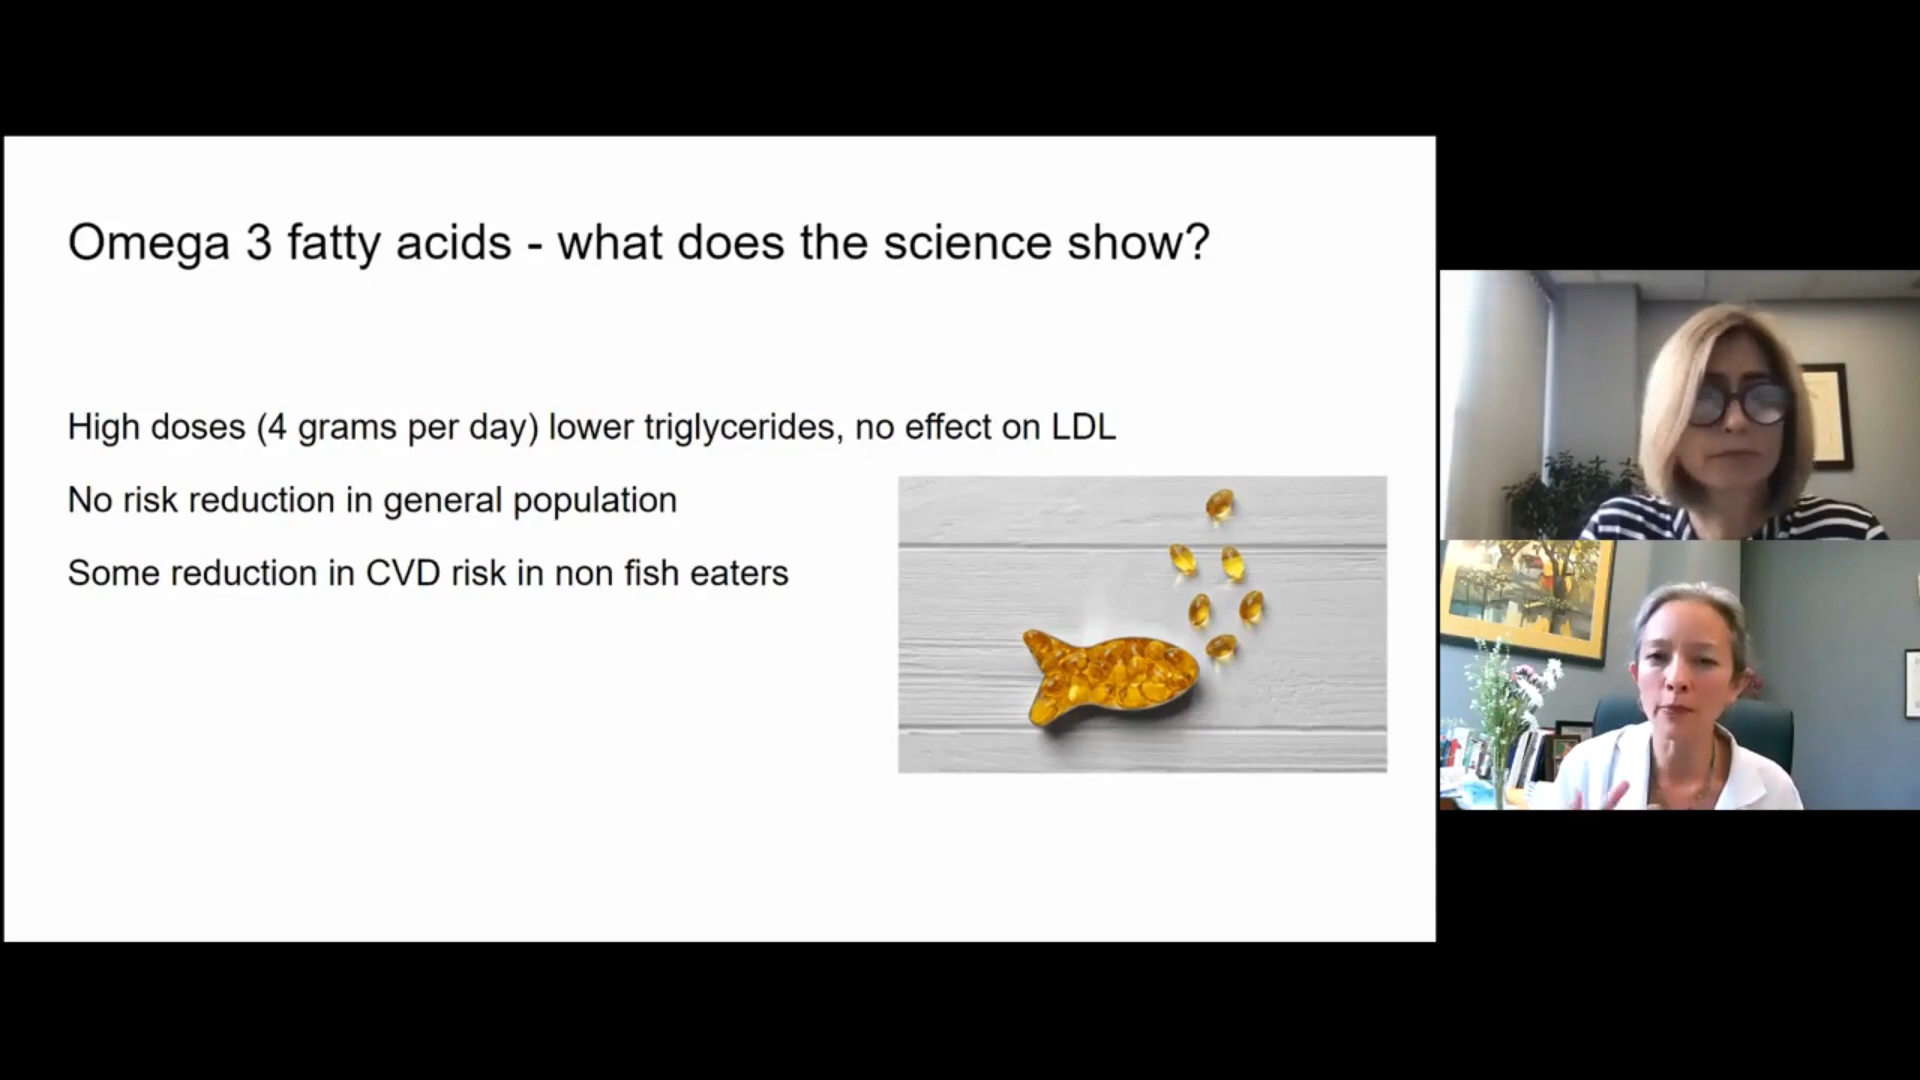 Omega 3 fatty acids - what does the science show?
High doses (4 grams per day) lower triglycerides, no effect on LDL
No risk reduction in general population
Some reduction in CVD risk in non fish eaters